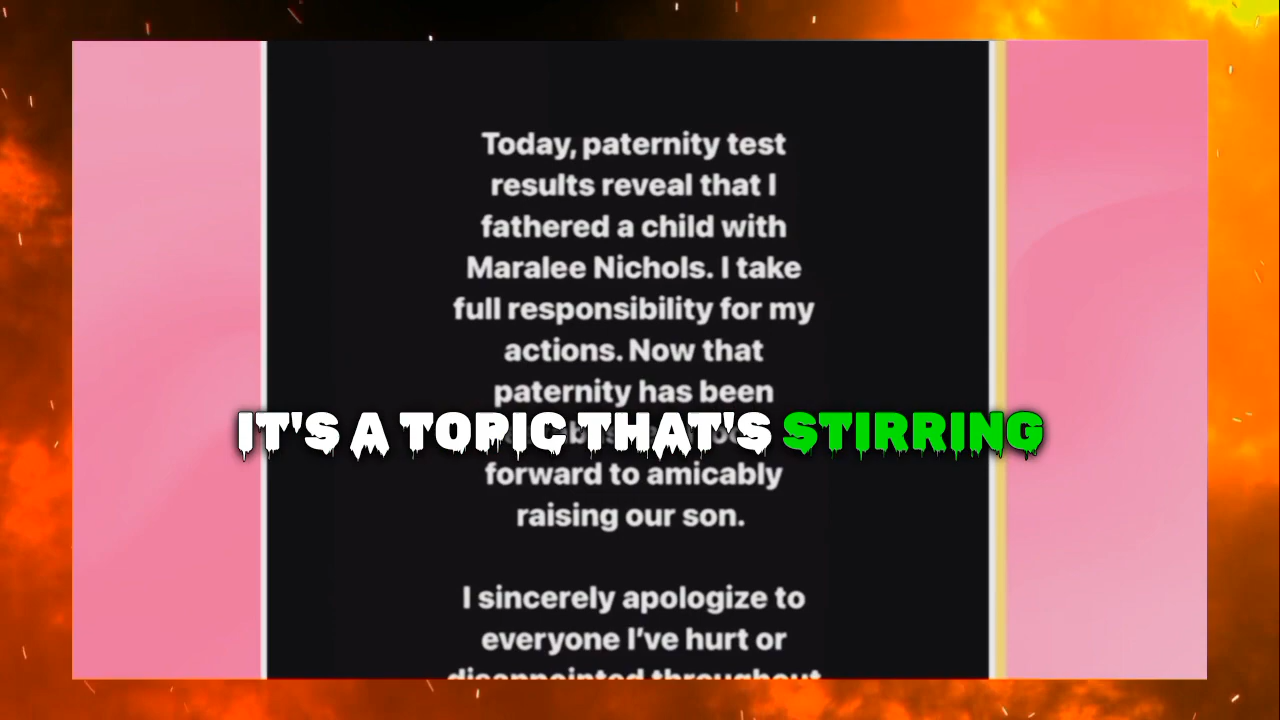 Today, paternity test
results reveal that I
fathered a child with
Maralee Nichols. I take
full responsibility for my
actions. Now that
paternity has been
IT'S A TOPIC THAT'S STIRRING
forward to amicably
raising our son.
I sincerely apologize to
everyone I've hurt or
disappointed throughout